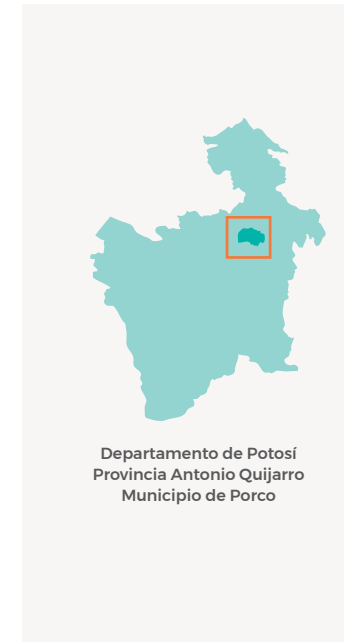 Departamento de Potosí
Provincia Antonio Quijarro
Municipio de Porco